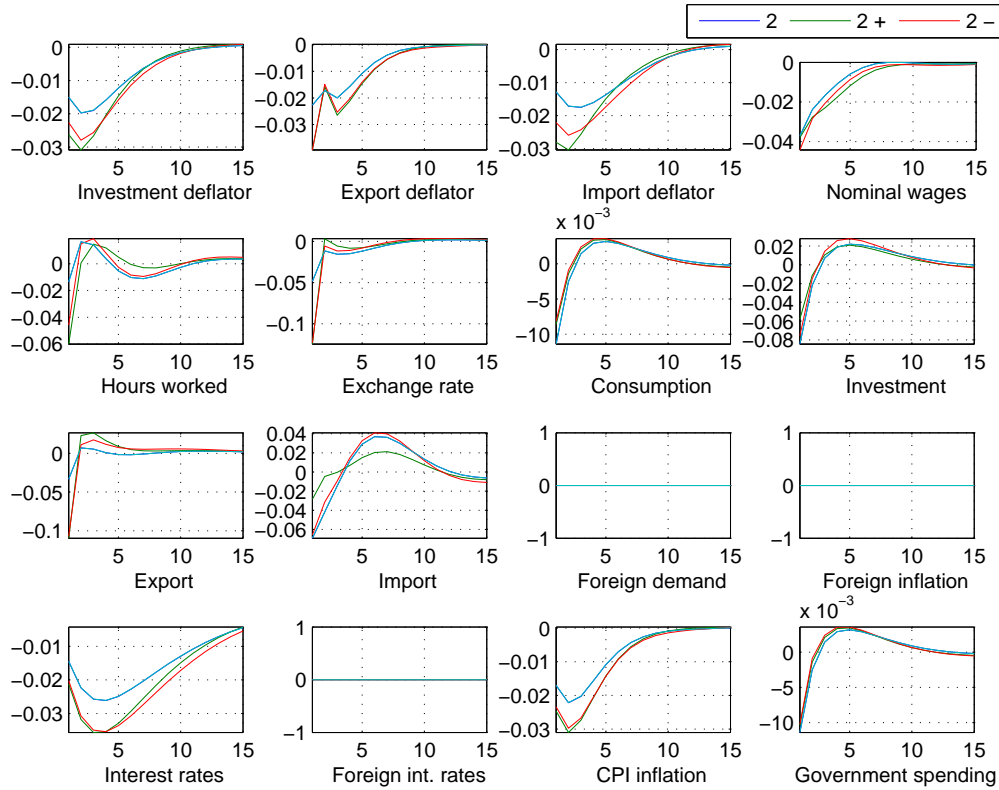 2 2 + 2 −
0
−0.01
−0.02
−0.03
5 10 15
Investment deflator
0
−0.01
−0.02
−0.03
5 10 15
Export deflator
0
−0.01
−0.02
−0.03
5 10 15
Import deflator
0
−0.02
−0.04
5 10 15
Nominal wages
0
−0.02
−0.04
−0.06
5 10 15
Hours worked
0
−0.05
−0.1
5 10 15
Exchange rate
x 10−3
0
−5
−10
5 10 15
Consumption
0.02
0
−0.02
−0.04
−0.06
−0.08
5 10 15
Investment
0
−0.05
−0.1
5 10 15
Export
0.04
0.02
0
−0.02
−0.04
−0.06
5 10 15
Import
1
0
−1
5 10 15
Foreign demand
1
0
−1
5 10 15
Foreign inflation
−0.01
−0.02
−0.03
5 10 15
Interest rates
1
0
−1
5 10 15
Foreign int. rates
0
−0.01
−0.02
−0.03
5 10 15
CPI inflation
x 10−3
0
−5
−10
5 10 15
Government spending